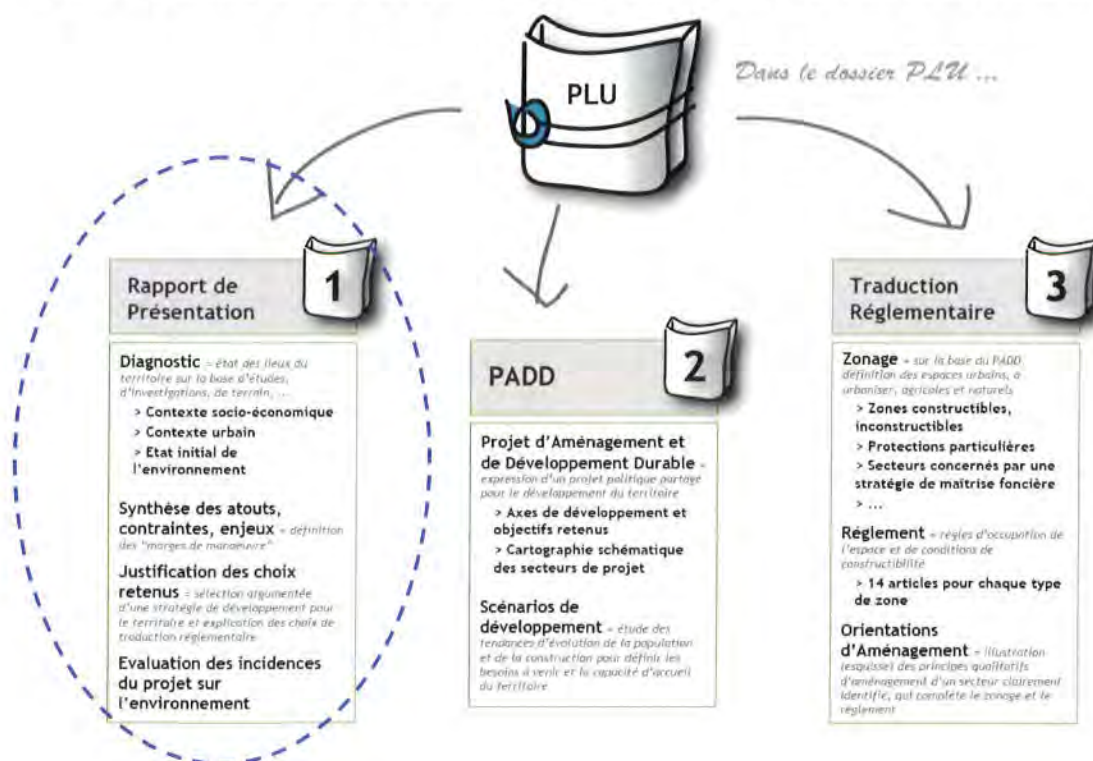 PLU
Dans le dossier PLU ...
1
Rapport de
Présentation
Diagnostic = état des lieux du
territoire sur la base d'études,
d'investigations, de terrain, ...
> Contexte socio-économique
> Contexte urbain
> Etat initial de
l'environnement
Synthèse des atouts,
contraintes, enjeux = définition
des "marges de manoeuvre"
Justification des choix
retenus = sélection argumentée
d'une stratégie de développement pour
le territoire et explication des choix de
traduction réglementaire
Evaluation des incidences
du projet sur
l'environnement
2
PADD
Projet d'Aménagement et
de Développement Durable =
expression d'un projet politique partagé
pour le développement du territoire
> Axes de développement et
objectifs retenus
> Cartographie schématique
des secteurs de projet
Scénarios de
développement = étude des
tendances d'évolution de la population
et de la construction pour définir les
besoins à venir et la capacité d'accueil
du territoire
3
Traduction
Réglementaire
Zonage = sur la base du PADD
définition des espaces urbains, à
urbaniser, agricoles et naturels
> Zones constructibles,
inconstructibles
> Protections particulières
> Secteurs concernés par une
stratégie de maîtrise foncière
> ...
Réglement = règles d'occupation de
l'espace et de conditions de
constructibilité
> 14 articles pour chaque type
de zone
Orientations
d'Aménagement = illustration
(esquisse) des principes qualitatifs
d'aménagement d'un secteur clairement
identifié, qui complète le zonage et le
réglement